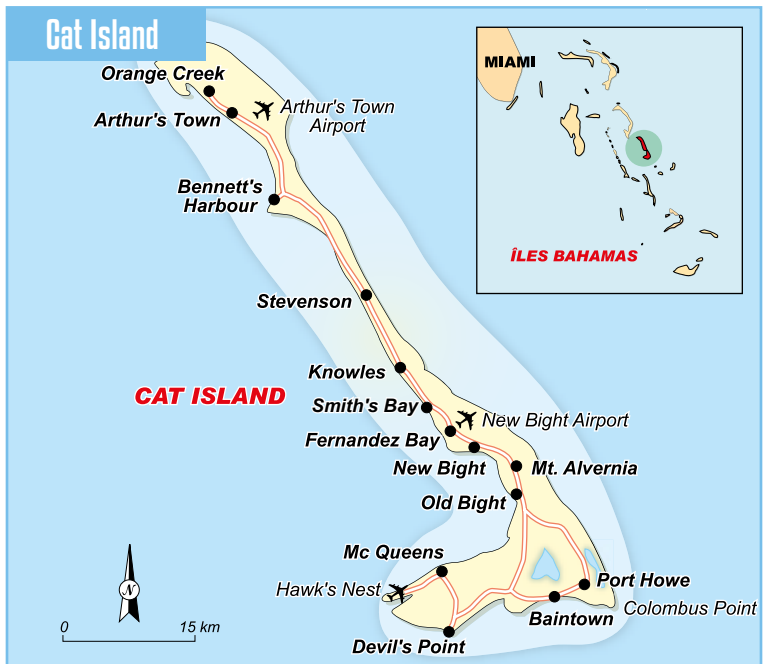 Cat Island
MIAMI
ÎLES BAHAMAS
Orange Creek
Arthur's Town
Arthur's Town
Airport
Bennett's
Harbour
Stevenson
Knowles
CAT ISLAND
Smith's Bay
New Bight Airport
Fernandez Bay
New Bight
Mt. Alvernia
Old Bight
Mc Queens
Hawk's Nest
Port Howe
Colombus Point
Baintown
Devil's Point
N
0 15 km